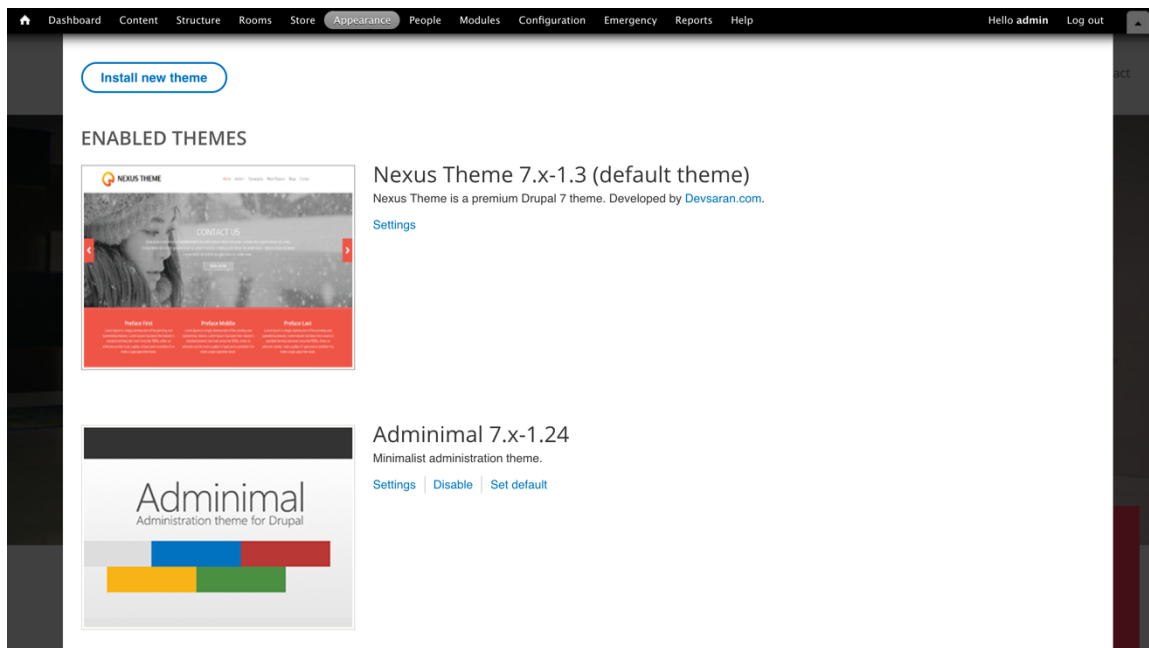 Dashboard Content Structure Rooms Store Appearance People Modules Configuration Emergency Reports Help Hello admin Log out
act
Install new theme
ENABLED THEMES
NEXUS THEME
Nexus Theme 7.x-1.3 (default theme)
Nexus Theme is a premium Drupal 7 theme. Developed by Devsaran.com.
Settings
CONTACT US
Preface First Preface Middle Preface Last
Adminimal 7.x-1.24
Minimalist administration theme.
Settings Disable Set default
Adminimal
Administration theme for Drupal